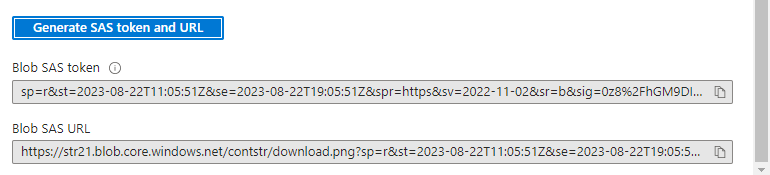 Generate SAS token and URL
Blob SAS token
sp=r&st=2023-08-22T11:05:51Z&se=2023-08-22T19:05:51Z&spr=https&sv=2022-11-02&sr=b&sig=0z8%2FhGM9DI...
Blob SAS URL
https://str21.blob.core.windows.net/contstr/download.png?sp=r&st=2023-08-22T11:05:51Z&se=2023-08-22T19:05:5...